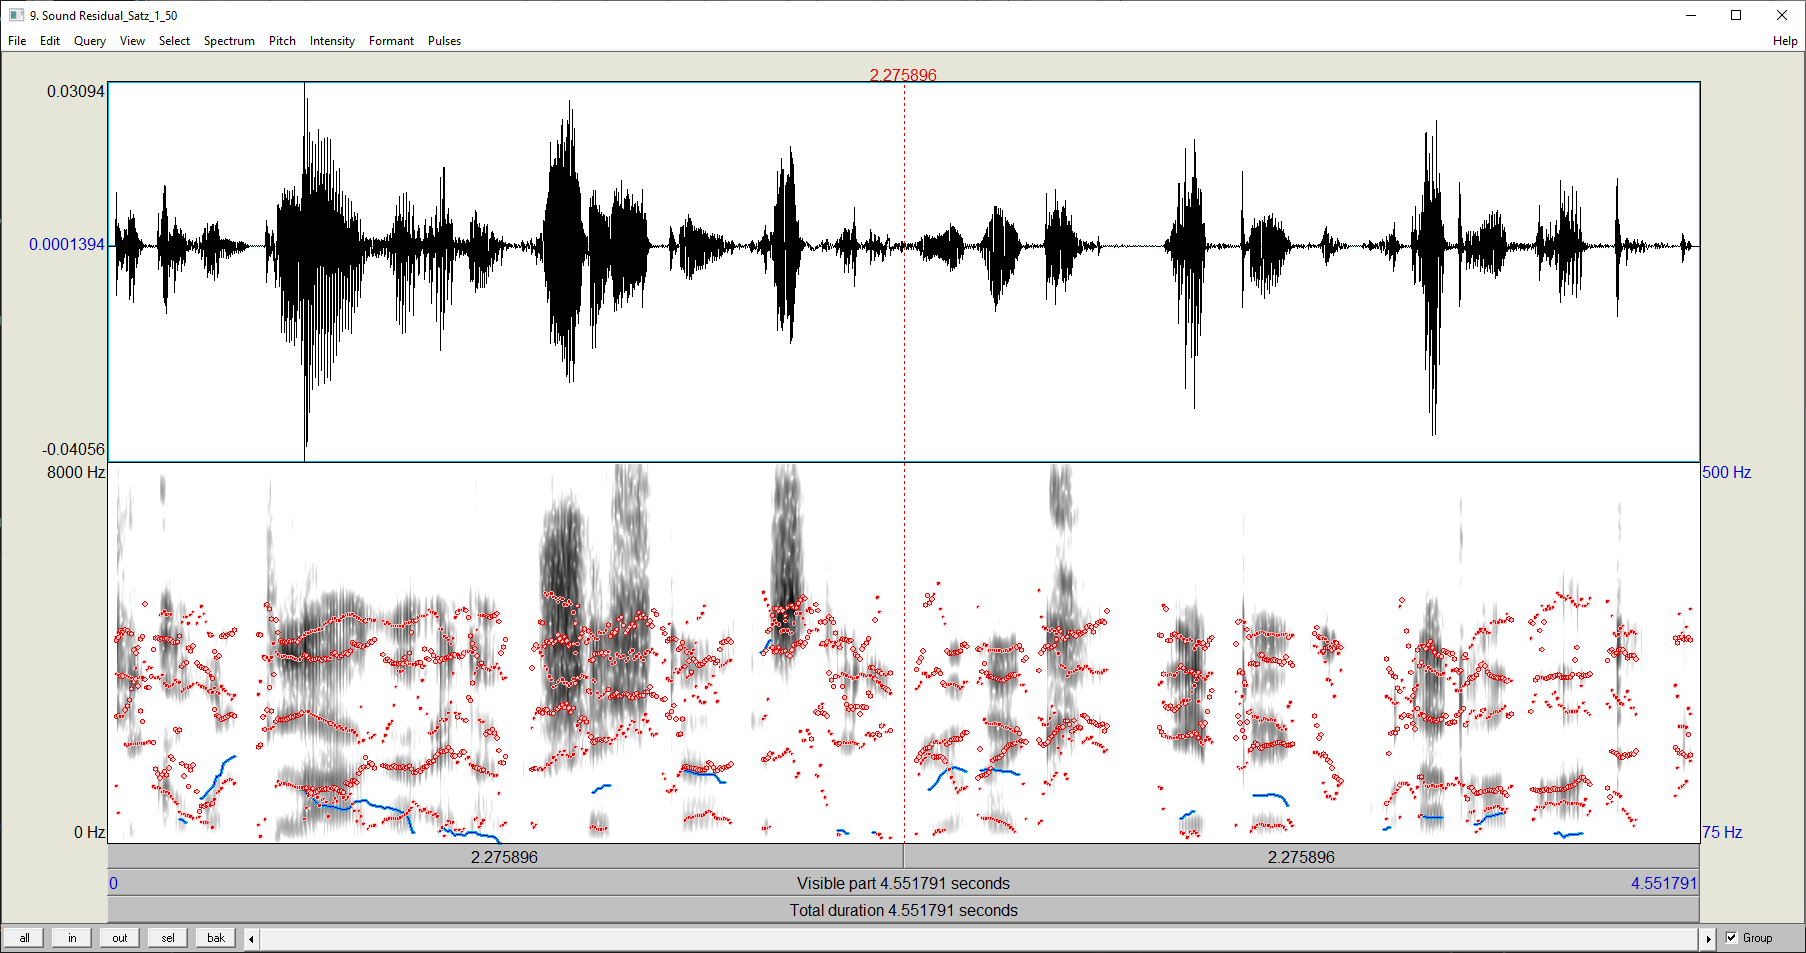 9. Sound Residual_Satz_1_50
File Edit Query View Select Spectrum Pitch Intensity Formant Pulses Help
2.275896
0.03094
0.0001394
-0.04056
8000 Hz 500 Hz
0 Hz 75 Hz
2.275896 2.275896
0 Visible part 4.551791 seconds 4.551791
Total duration 4.551791 seconds
all in out sel bak Group